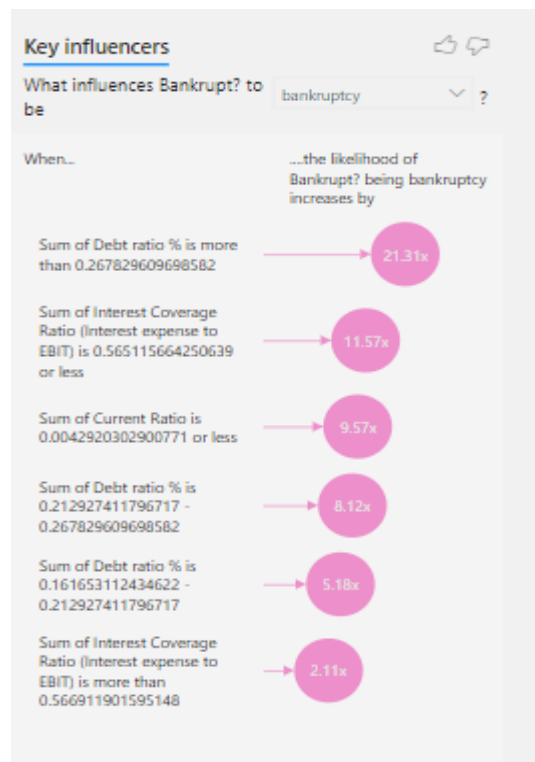 Key influencers
What influences Bankrupt? to
be
bankruptcy
?
When...
....the likelihood of
Bankrupt? being bankruptcy
increases by
Sum of Debt ratio % is more
than 0.267829609698582
21.31x
Sum of Interest Coverage
Ratio (Interest expense to
EBIT) is 0.565115664250639
or less
11.57x
Sum of Current Ratio is
0.0042920302900771 or less
9.57x
Sum of Debt ratio % is
0.212927411796717 -
0.267829609698582
8.12x
Sum of Debt ratio % is
0.161653112434622 -
0.212927411796717
5.18x
Sum of Interest Coverage
Ratio (Interest expense to
EBIT) is more than
0.566911901595148
2.11x